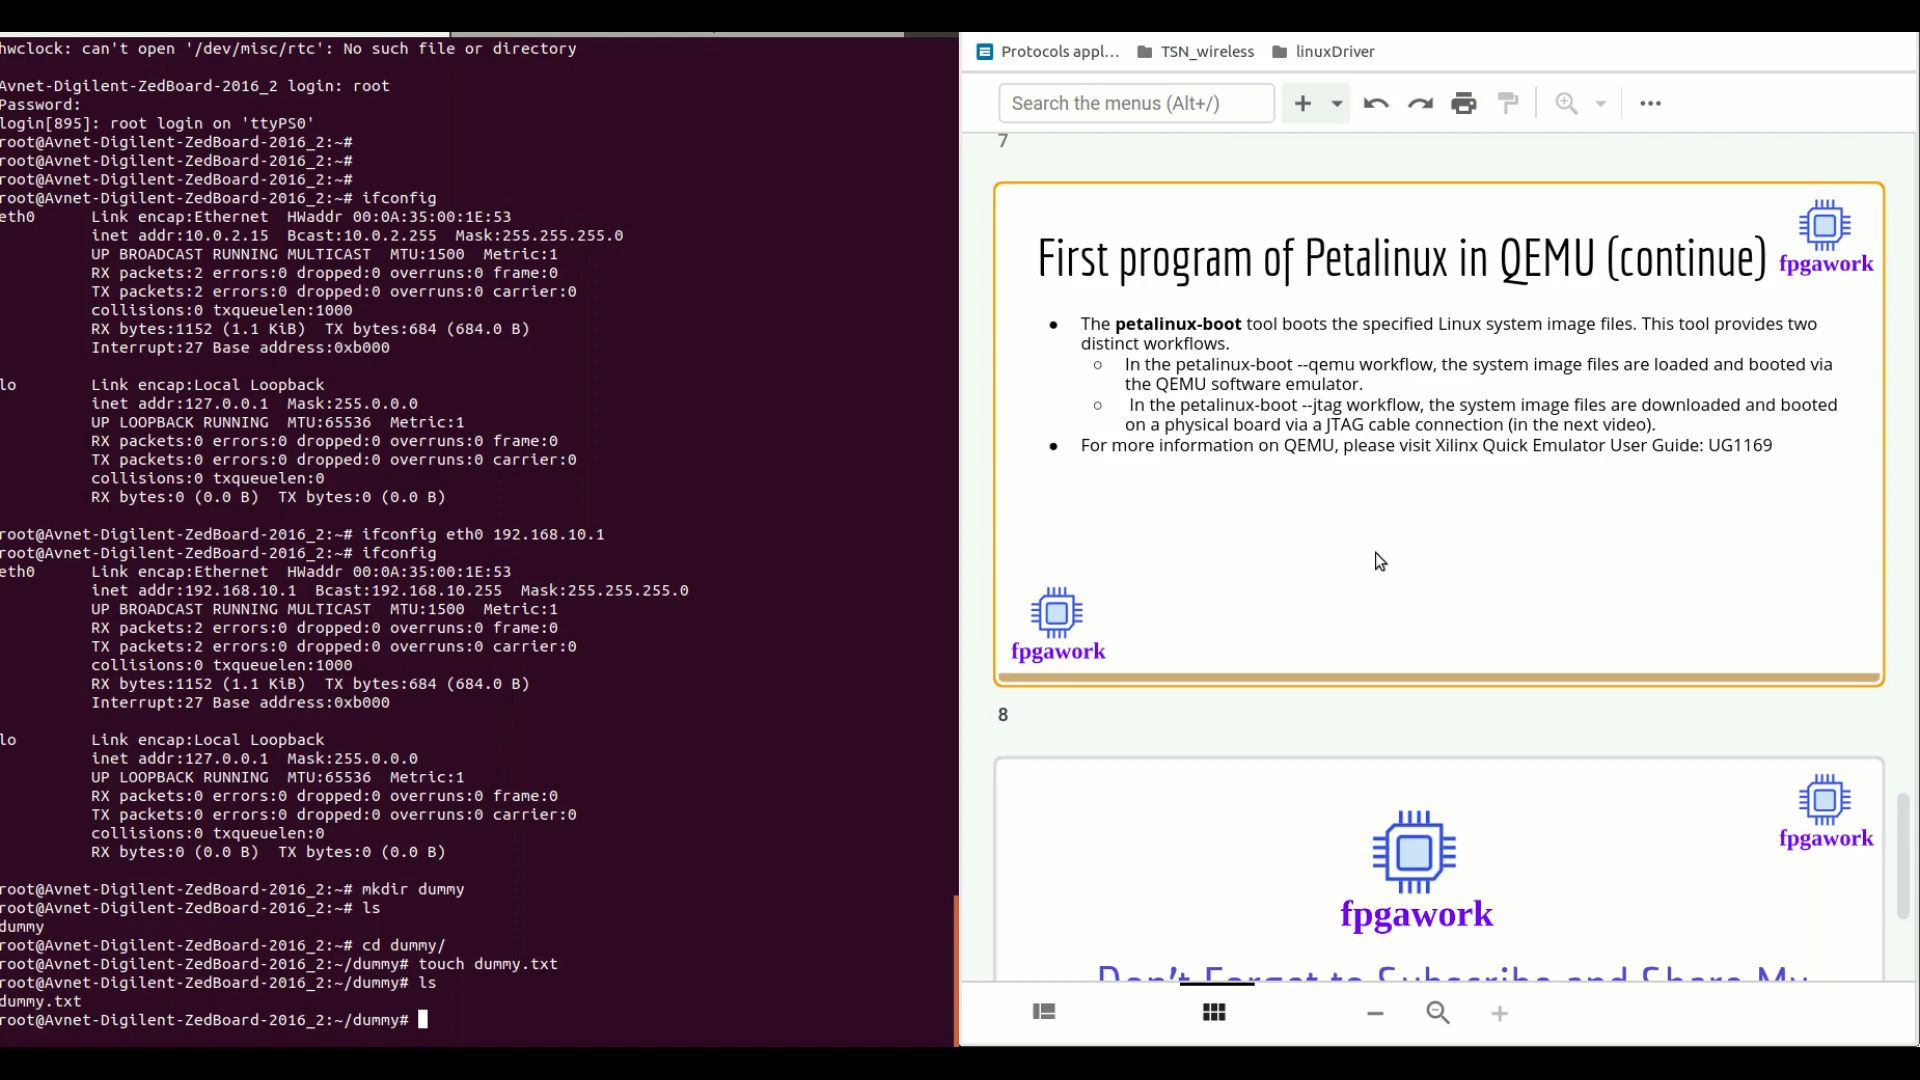 hwclock: can't open '/dev/misc/rtc': No such file or directory
Avnet-Digilent-ZedBoard-2016_2 login: root
Password:
login[895]: root login on 'ttyPS0'
root@Avnet-Digilent-ZedBoard-2016_2:~#
root@Avnet-Digilent-ZedBoard-2016_2:~#
root@Avnet-Digilent-ZedBoard-2016_2:~#
root@Avnet-Digilent-ZedBoard-2016_2:~# ifconfig
eth0 Link encap:Ethernet HWaddr 00:0A:35:00:1E:53
inet addr:10.0.2.15 Bcast:10.0.2.255 Mask:255.255.255.0
UP BROADCAST RUNNING MULTICAST MTU:1500 Metric:1
RX packets:2 errors:0 dropped:0 overruns:0 frame:0
TX packets:2 errors:0 dropped:0 overruns:0 carrier:0
collisions:0 txqueuelen:1000
RX bytes:1152 (1.1 KiB) TX bytes:684 (684.0 B)
Interrupt:27 Base address:0xb000
lo Link encap:Local Loopback
inet addr:127.0.0.1 Mask:255.0.0.0
UP LOOPBACK RUNNING MTU:65536 Metric:1
RX packets:0 errors:0 dropped:0 overruns:0 frame:0
TX packets:0 errors:0 dropped:0 overruns:0 carrier:0
collisions:0 txqueuelen:0
RX bytes:0 (0.0 B) TX bytes:0 (0.0 B)
root@Avnet-Digilent-ZedBoard-2016_2:~# ifconfig eth0 192.168.10.1
root@Avnet-Digilent-ZedBoard-2016_2:~# ifconfig
eth0 Link encap:Ethernet HWaddr 00:0A:35:00:1E:53
inet addr:192.168.10.1 Bcast:192.168.10.255 Mask:255.255.255.0
UP BROADCAST RUNNING MULTICAST MTU:1500 Metric:1
RX packets:2 errors:0 dropped:0 overruns:0 frame:0
TX packets:2 errors:0 dropped:0 overruns:0 carrier:0
collisions:0 txqueuelen:1000
RX bytes:1152 (1.1 KiB) TX bytes:684 (684.0 B)
Interrupt:27 Base address:0xb000
lo Link encap:Local Loopback
inet addr:127.0.0.1 Mask:255.0.0.0
UP LOOPBACK RUNNING MTU:65536 Metric:1
RX packets:0 errors:0 dropped:0 overruns:0 frame:0
TX packets:0 errors:0 dropped:0 overruns:0 carrier:0
collisions:0 txqueuelen:0
RX bytes:0 (0.0 B) TX bytes:0 (0.0 B)
root@Avnet-Digilent-ZedBoard-2016_2:~# mkdir dummy
root@Avnet-Digilent-ZedBoard-2016_2:~# ls
dummy
root@Avnet-Digilent-ZedBoard-2016_2:~# cd dummy/
root@Avnet-Digilent-ZedBoard-2016_2:~/dummy# touch dummy.txt
root@Avnet-Digilent-ZedBoard-2016_2:~/dummy# ls
dummy.txt
root@Avnet-Digilent-ZedBoard-2016_2:~/dummy#
Protocols appl... TSN_wireless linuxDriver
Search the menus (Alt+/)
7
First program of Petalinux in QEMU (continue)
fpgawork
● The petalinux-boot tool boots the specified Linux system image files. This tool provides two
distinct workflows.
○ In the petalinux-boot --qemu workflow, the system image files are loaded and booted via
the QEMU software emulator.
○ In the petalinux-boot --jtag workflow, the system image files are downloaded and booted
on a physical board via a JTAG cable connection (in the next video).
● For more information on QEMU, please visit Xilinx Quick Emulator User Guide: UG1169
fpgawork
8
fpgawork
fpgawork
Don't Forget to Subscribe and Share My